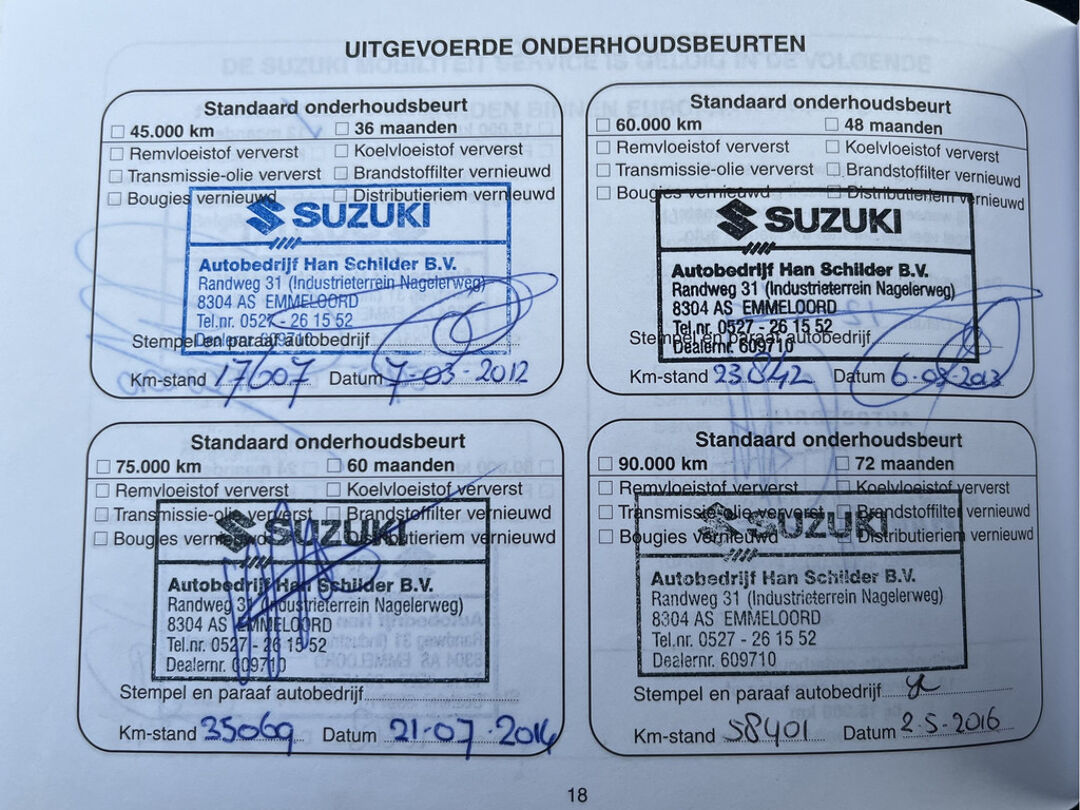 UITGEVOERDE ONDERHOUDSBEURTEN
Standaard onderhoudsbeurt
45.000 km 36 maanden
Remvloeistof ververst Koelvloeistof ververst
Transmissie-olie ververst Brandstoffilter vernieuwd
Bougies vernieuwd Distributieriem vernieuwd
SUZUKI
Autobedrijf Han Schilder B.V.
Randweg 31 (Industrieterrein Nagelerweg)
8304 AS EMMELOORD
Tel.nr. 0527 - 26 15 52
Dealernr. 609710
Stempel en paraaf autobedrijf
Km-stand 17607 Datum 7-03-2012
Standaard onderhoudsbeurt
60.000 km 48 maanden
Remvloeistof ververst Koelvloeistof ververst
Transmissie-olie ververst Brandstoffilter vernieuwd
Bougies vernieuwd Distributieriem vernieuwd
SUZUKI
Autobedrijf Han Schilder B.V.
Randweg 31 (Industrieterrein Nagelerweg)
8304 AS EMMELOORD
Tel.nr. 0527 - 26 15 52
Stempel en paraaf autobedrijf
Dealernr. 609710
Km-stand 23842 Datum 6-03-2013
Standaard onderhoudsbeurt
75.000 km 60 maanden
Remvloeistof ververst Koelvloeistof ververst
Transmissie-olie ververst Brandstoffilter vernieuwd
Bougies vernieuwd Distributieriem vernieuwd
SUZUKI
Autobedrijf Han Schilder B.V.
Randweg 31 (Industrieterrein Nagelerweg)
8304 AS EMMELOORD
Tel.nr. 0527 - 26 15 52
Dealernr. 609710
Stempel en paraaf autobedrijf
Km-stand 35069 Datum 21-07-2014
Standaard onderhoudsbeurt
90.000 km 72 maanden
Remvloeistof ververst Koelvloeistof ververst
Transmissie-olie ververst Brandstoffilter vernieuwd
Bougies vernieuwd Distributieriem vernieuwd
SUZUKI
Autobedrijf Han Schilder B.V.
Randweg 31 (Industrieterrein Nagelerweg)
8304 AS EMMELOORD
Tel.nr. 0527 - 26 15 52
Dealernr. 609710
Stempel en paraaf autobedrijf
Km-stand 58401 Datum 2-5-2016
18